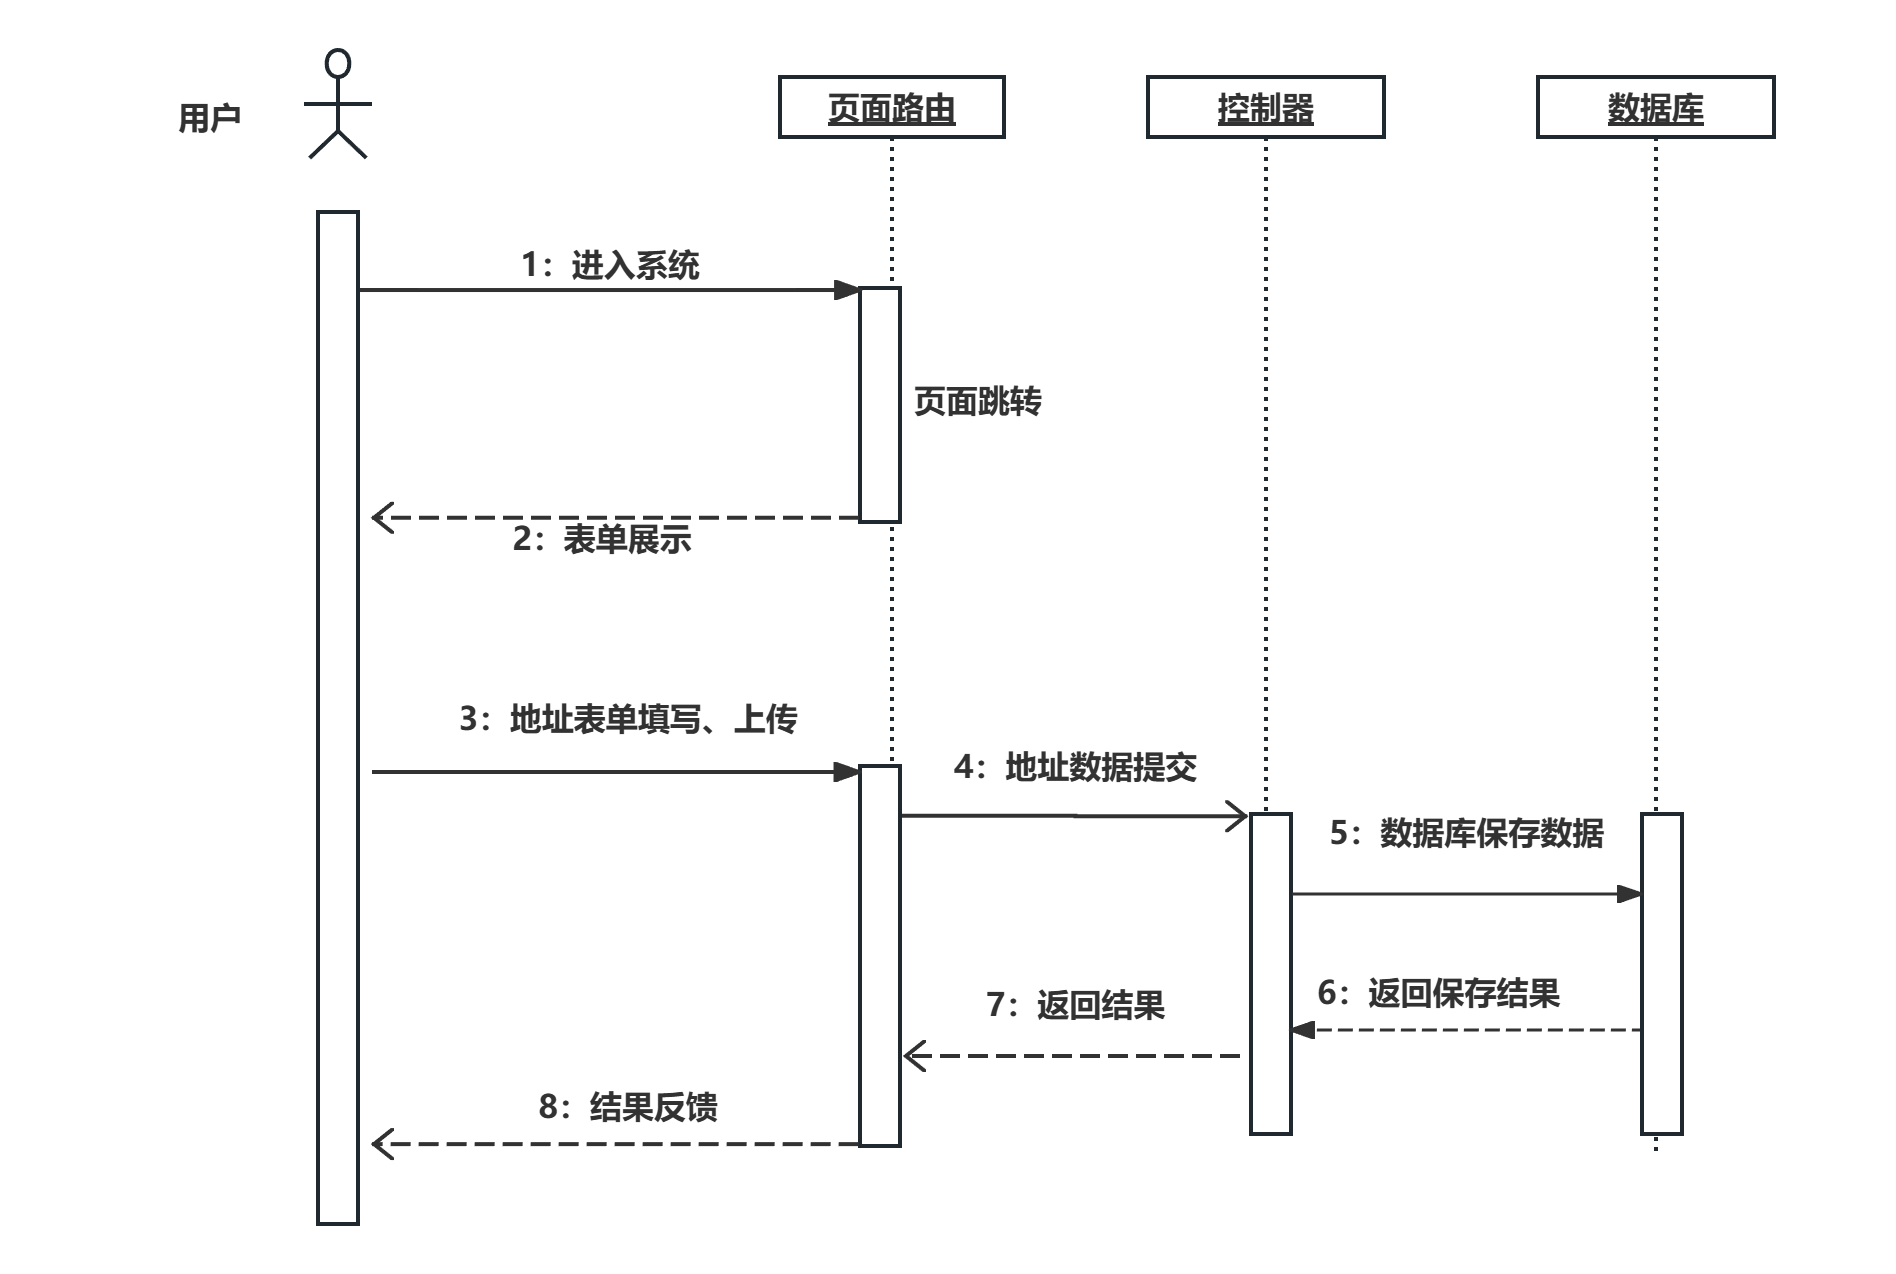 用户
页面路由
控制器
数据库
1：进入系统
页面跳转
2：表单展示
3：地址表单填写、上传
4：地址数据提交
5：数据库保存数据
6：返回保存结果
7：返回结果
8：结果反馈